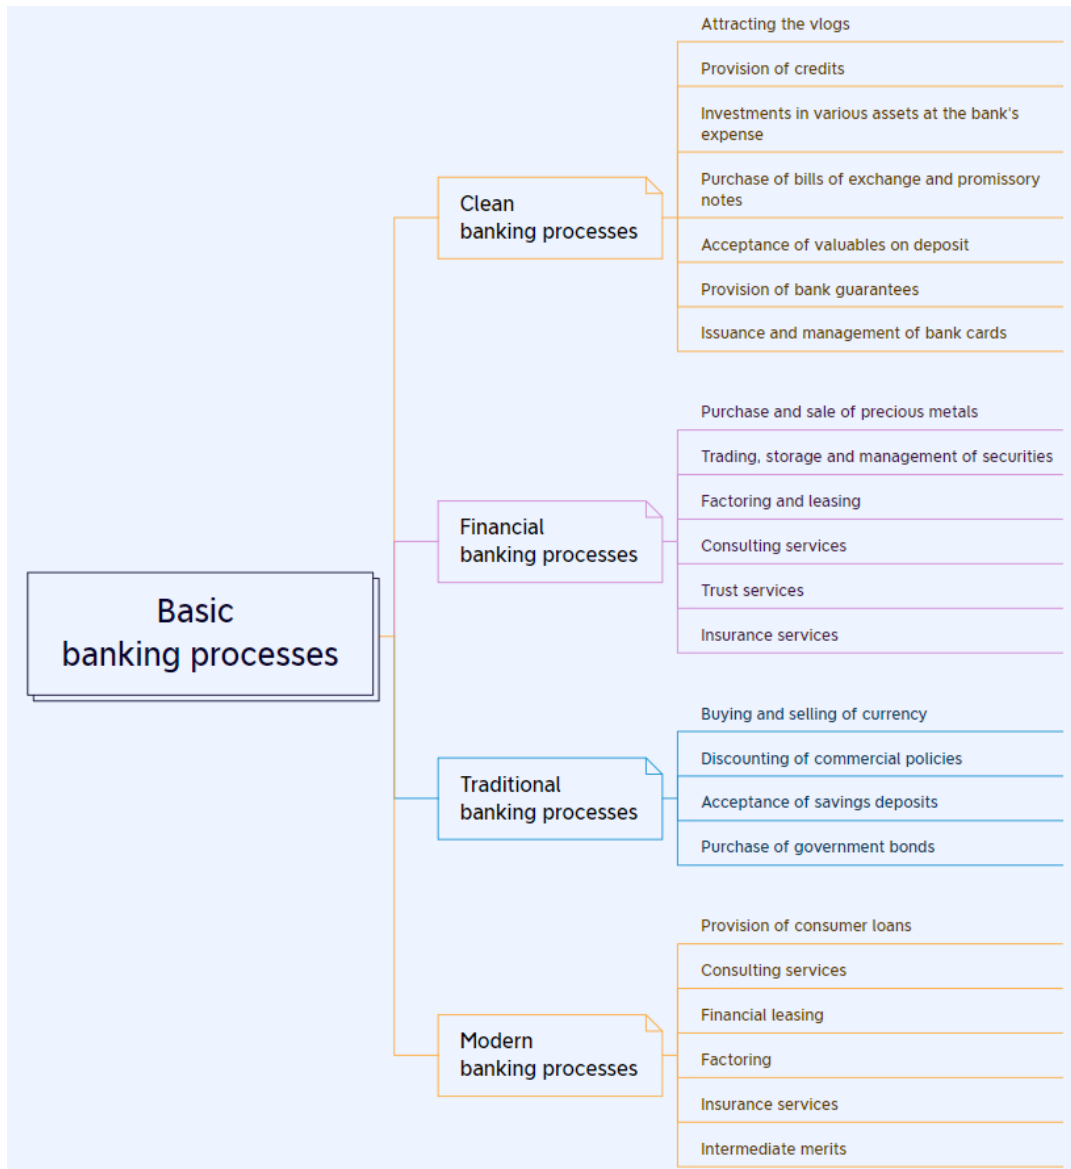 Basic
banking processes
Clean
banking processes
Attracting the vlogs
Provision of credits
Investments in various assets at the bank's
expense
Purchase of bills of exchange and promissory
notes
Acceptance of valuables on deposit
Provision of bank guarantees
Issuance and management of bank cards
Financial
banking processes
Purchase and sale of precious metals
Trading, storage and management of securities
Factoring and leasing
Consulting services
Trust services
Insurance services
Traditional
banking processes
Buying and selling of currency
Discounting of commercial policies
Acceptance of savings deposits
Purchase of government bonds
Modern
banking processes
Provision of consumer loans
Consulting services
Financial leasing
Factoring
Insurance services
Intermediate merits